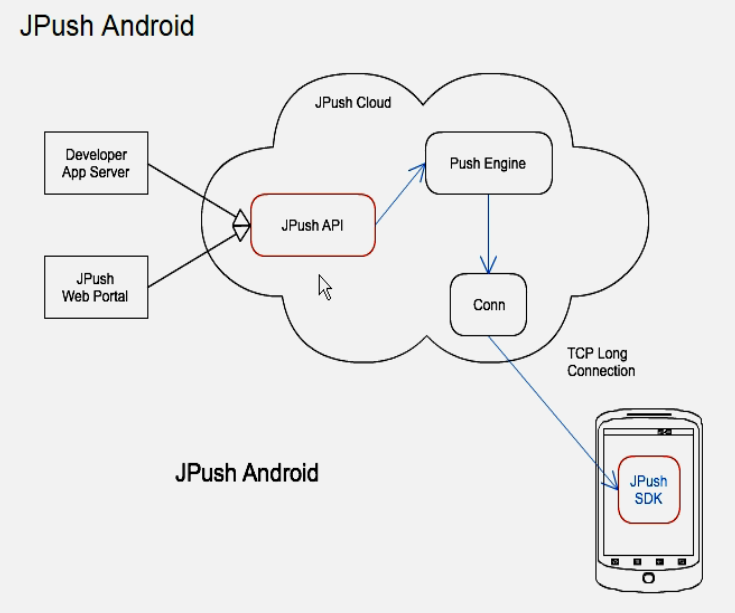 JPush Android
JPush Cloud
Developer
App Server
Push Engine
JPush API
JPush
Web Portal
Conn
TCP Long
Connection
JPush Android
JPush
SDK